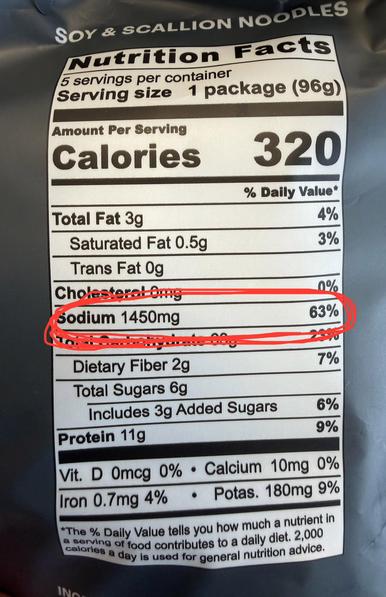 SOY & SCALLION NOODLES
Nutrition Facts
5 servings per container
Serving size 1 package (96g)
Amount Per Serving
Calories 320
% Daily Value*
Total Fat 3g 4%
Saturated Fat 0.5g 3%
Trans Fat 0g
Cholesterol 0mg 0%
Sodium 1450mg 63%
Total Carbohydrate
Dietary Fiber 2g 7%
Total Sugars 6g
Includes 3g Added Sugars 6%
Protein 11g 9%
Vit. D 0mcg 0% • Calcium 10mg 0%
Iron 0.7mg 4% • Potas. 180mg 9%
*The % Daily Value tells you how much a nutrient in
a serving of food contributes to a daily diet. 2,000
calories a day is used for general nutrition advice.